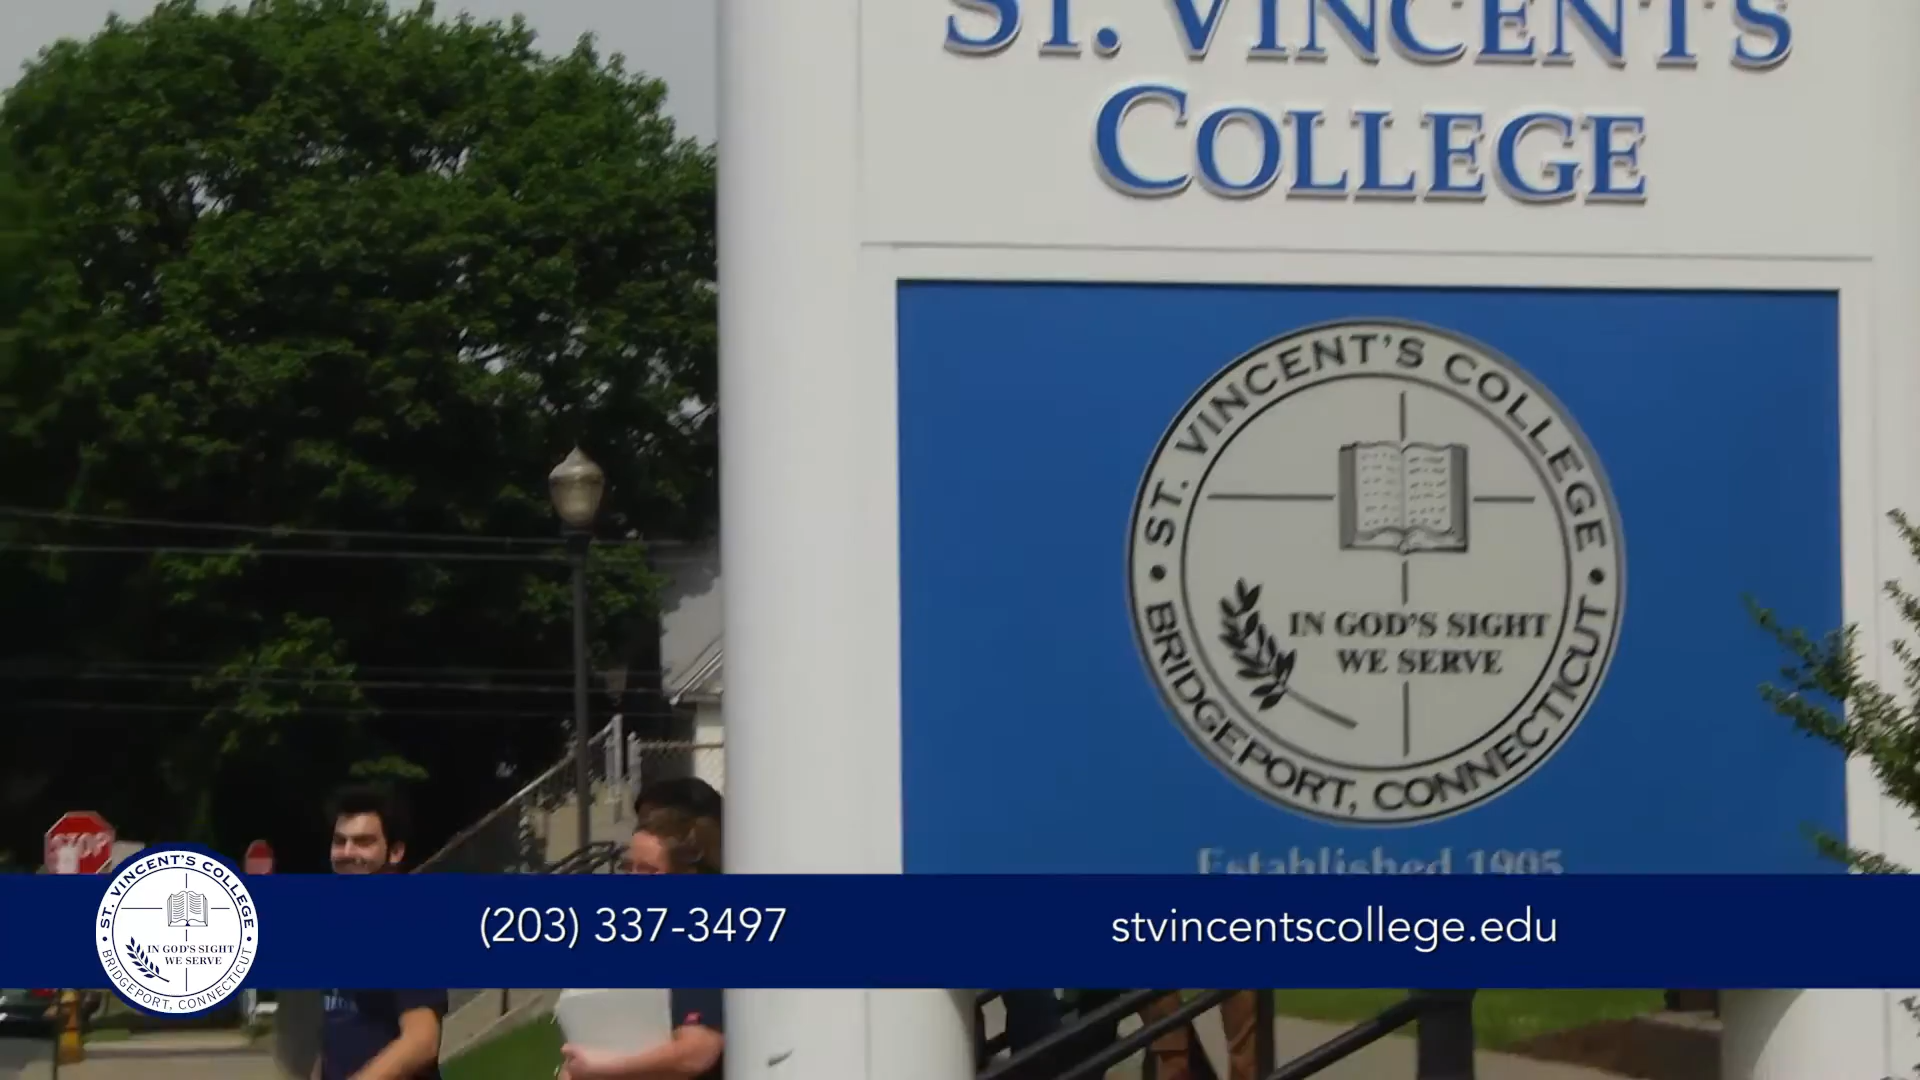 ST. VINCENT'S
COLLEGE
ST. VINCENT'S COLLEGE
IN GOD'S SIGHT
WE SERVE
BRIDGEPORT, CONNECTICUT
Established 1905
STOP
ST. VINCENT'S COLLEGE
IN GOD'S SIGHT
WE SERVE
BRIDGEPORT, CONNECTICUT
(203) 337-3497
stvincentscollege.edu